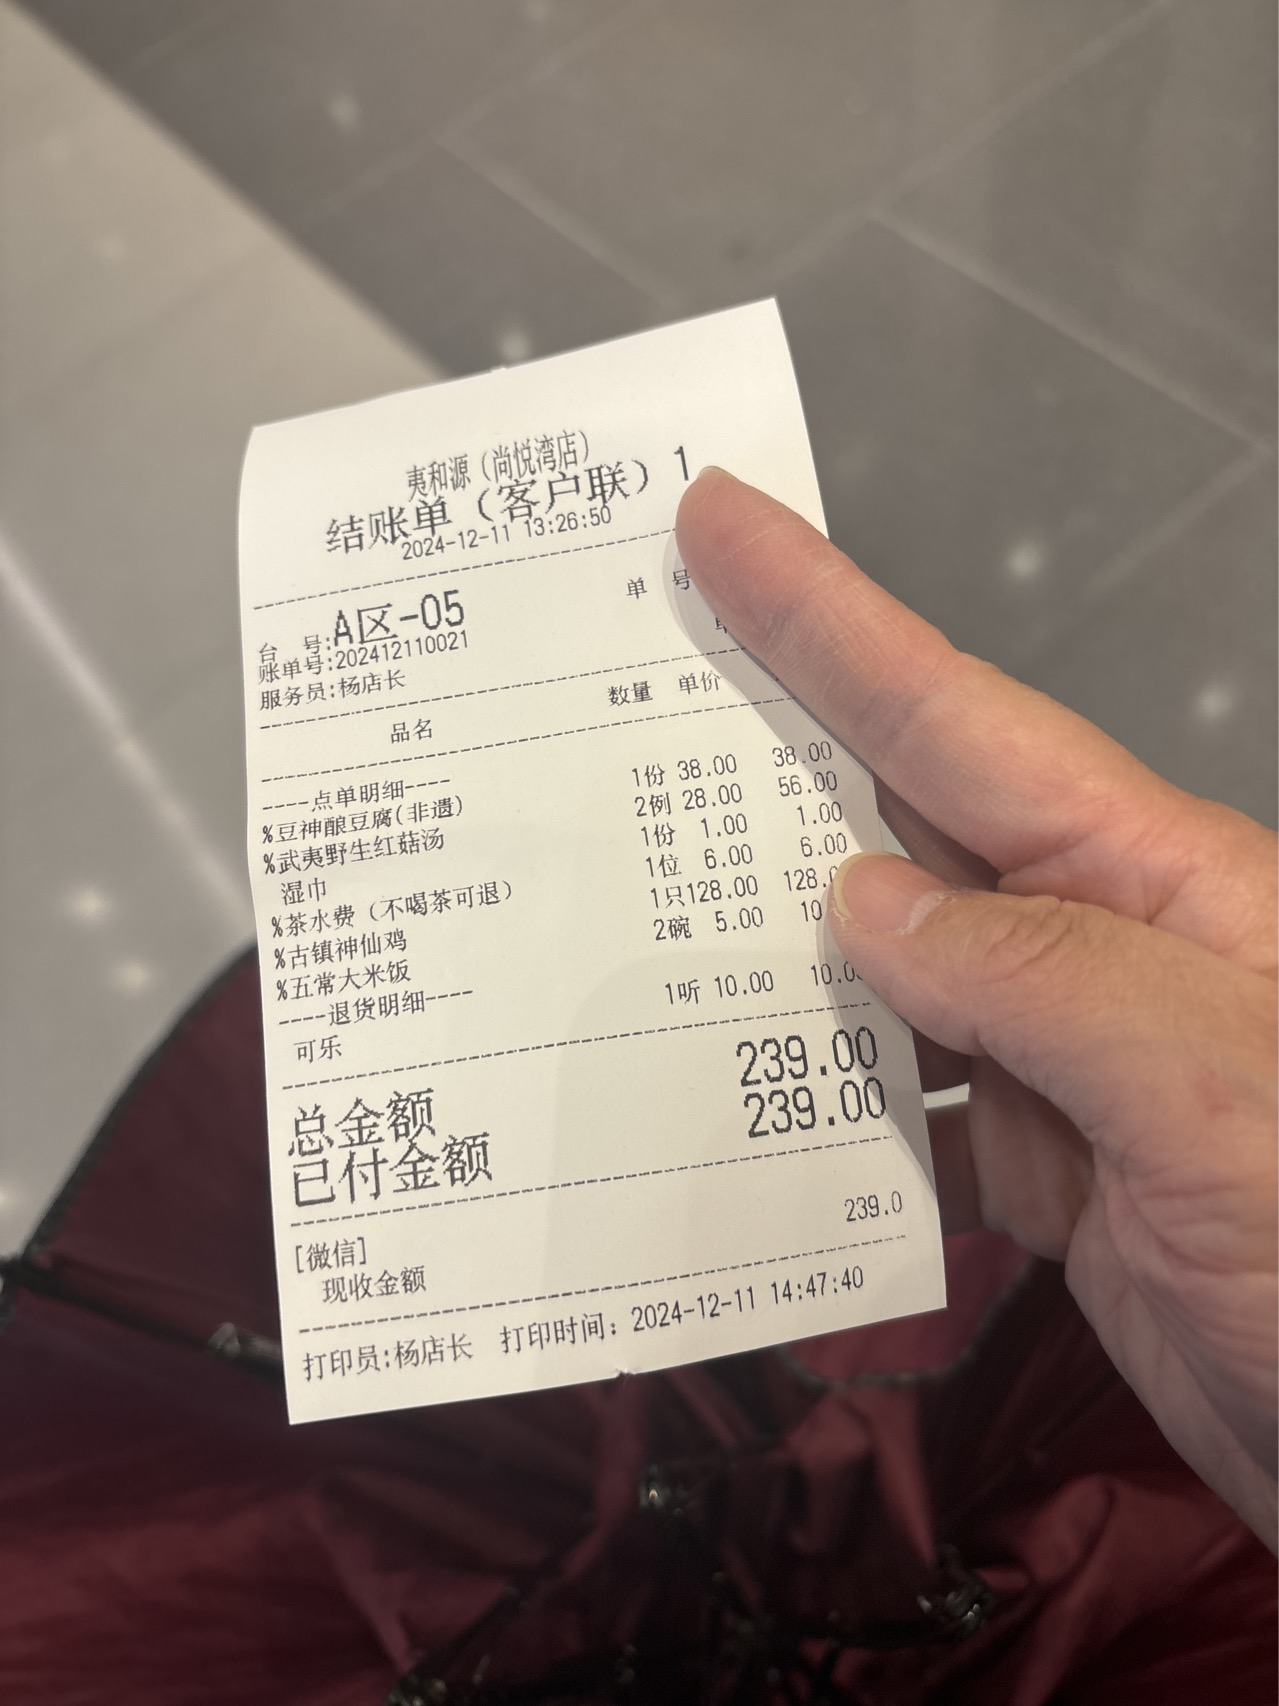 夷和源（尚悦湾店）
结账单（客户联）1
2024-12-11 13:26:50
单 号
台 号:A区-05
账单号:202412110021
服务员:杨店长
品名 数量 单价
----点单明细----
%豆神酿豆腐(非遗) 1份 38.00 38.00
%武夷野生红菇汤 2例 28.00 56.00
湿巾 1份 1.00 1.00
%茶水费（不喝茶可退） 1位 6.00 6.00
%古镇神仙鸡 1只128.00 128.0
%五常大米饭 2碗 5.00 10
----退货明细----
可乐 1听 10.00 10.00
总金额 239.00
已付金额 239.00
[微信]
现收金额 239.0
打印员:杨店长 打印时间：2024-12-11 14:47:40